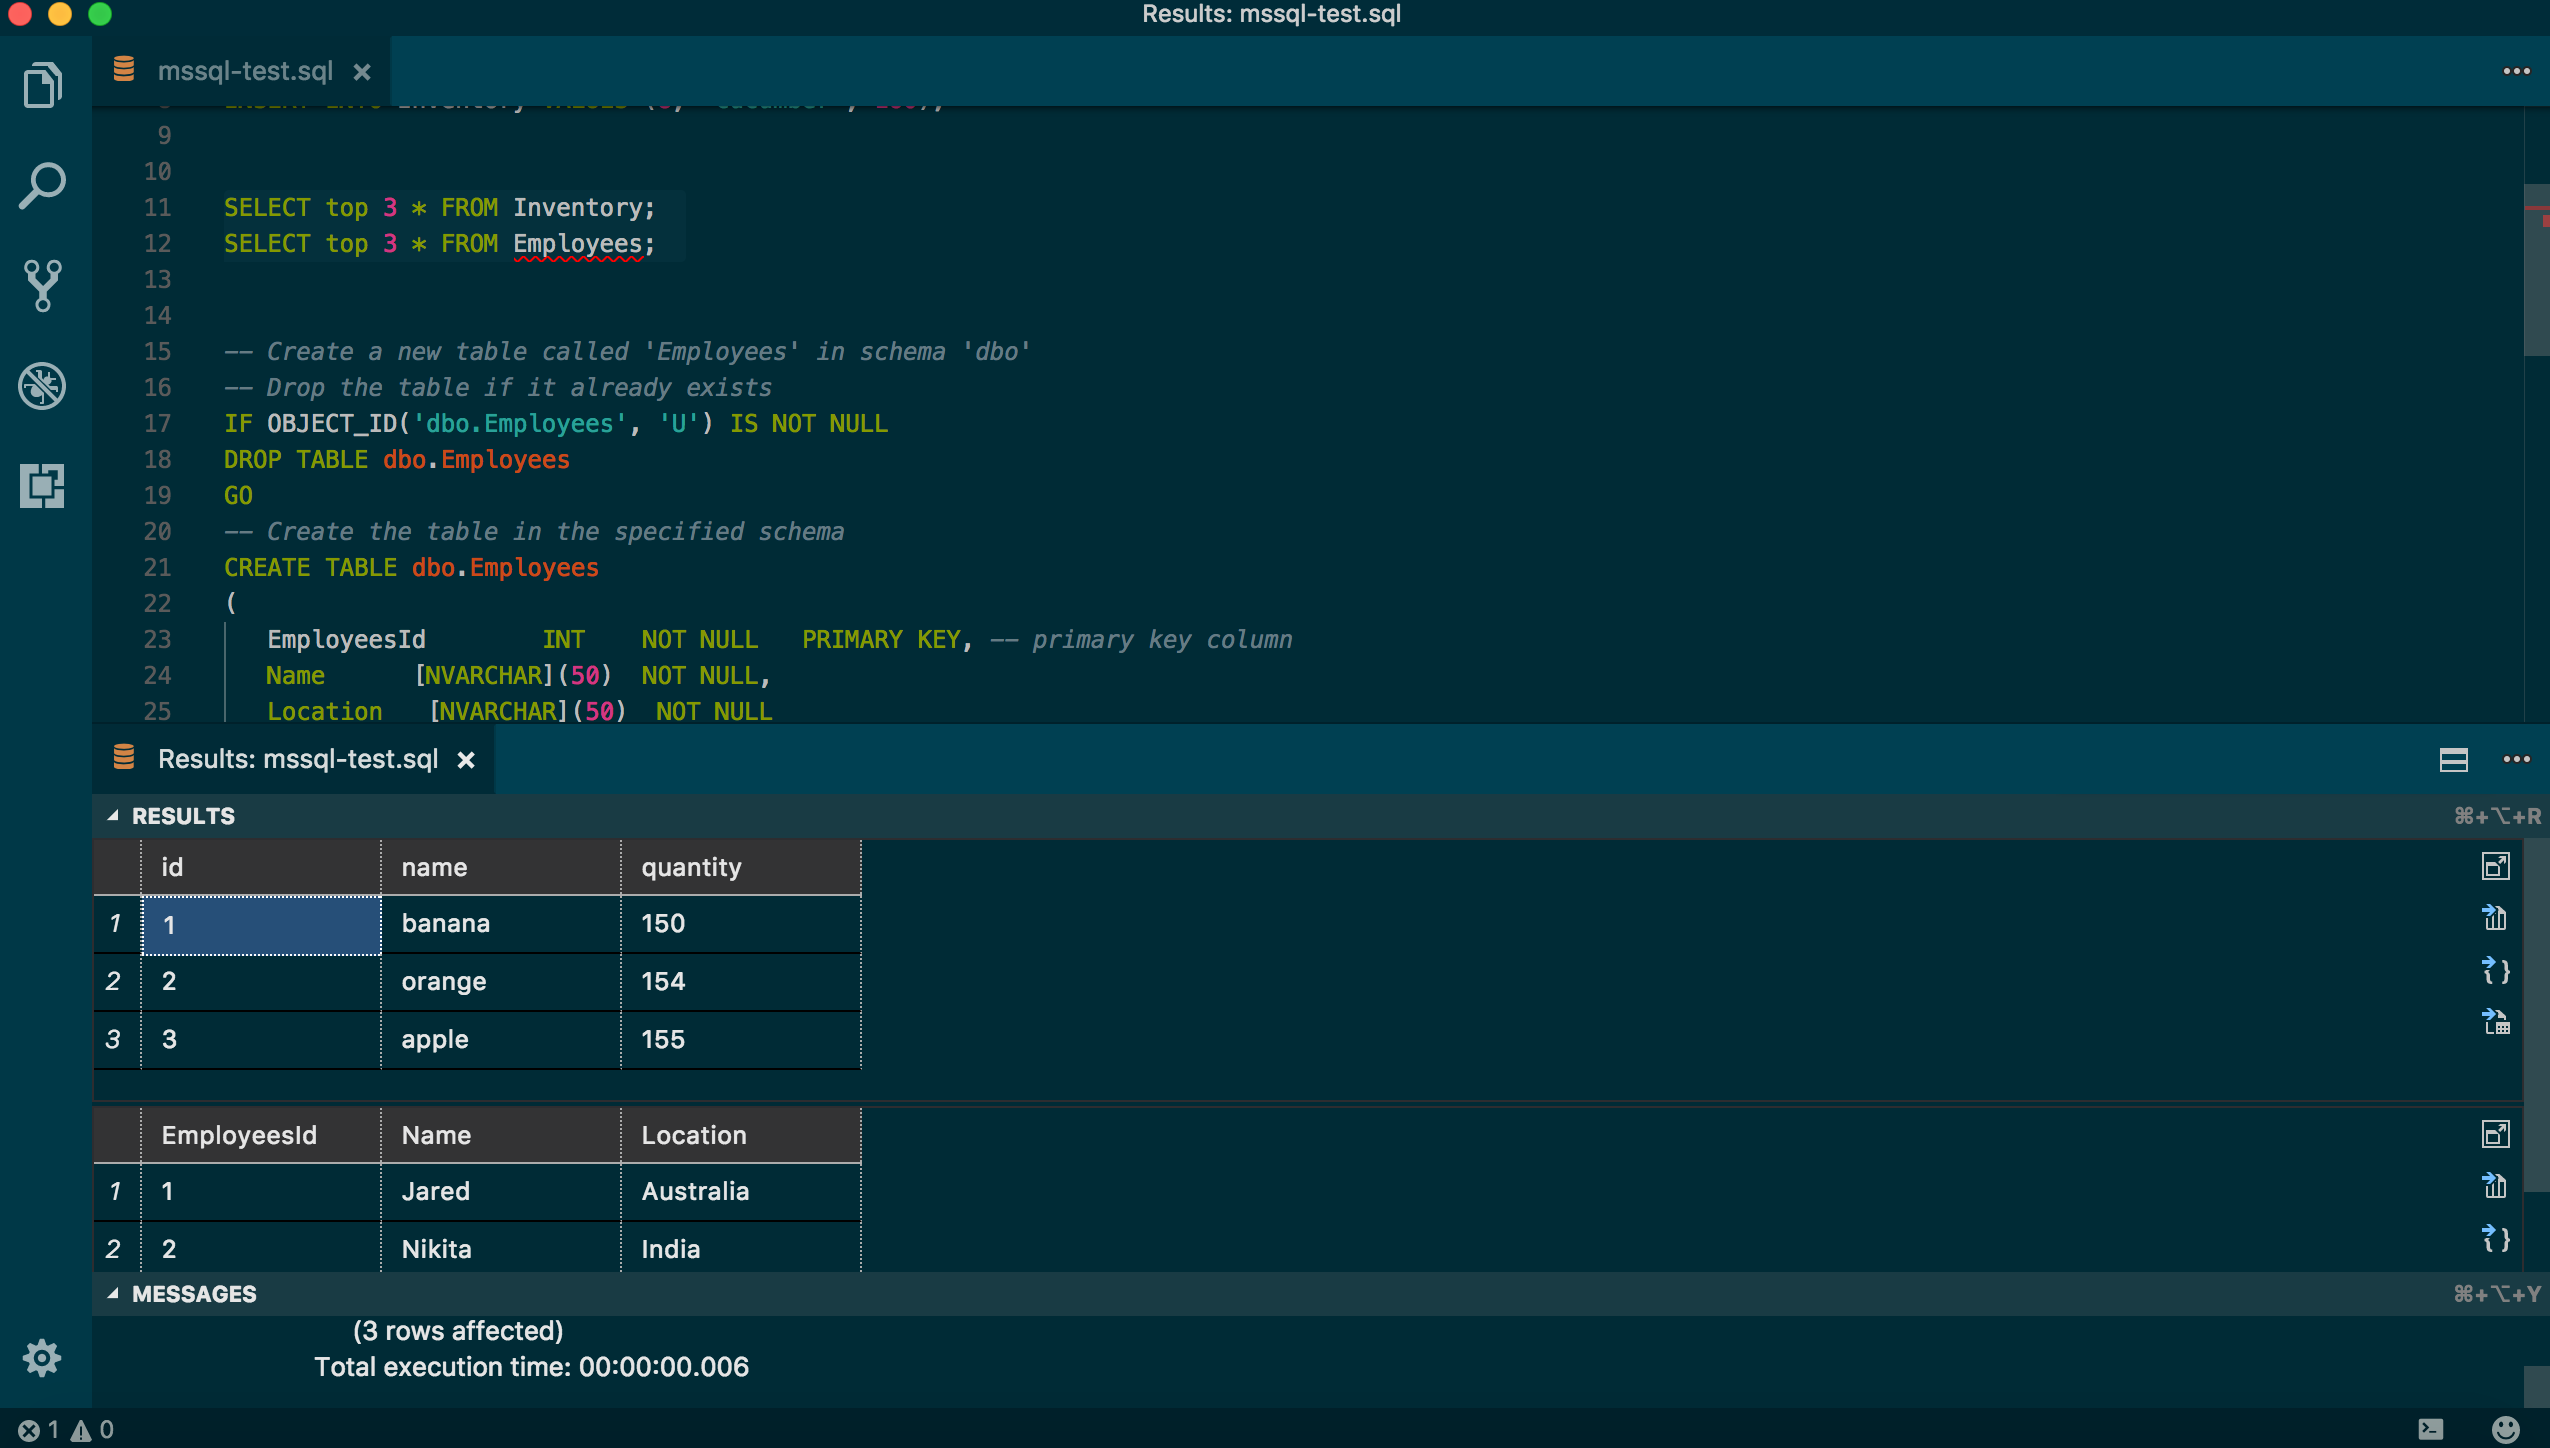 Results: mssql-test.sql
mssql-test.sql
9
10
11 SELECT top 3 * FROM Inventory;
12 SELECT top 3 * FROM Employees;
13
14
15 -- Create a new table called 'Employees' in schema 'dbo'
16 -- Drop the table if it already exists
17 IF OBJECT_ID('dbo.Employees', 'U') IS NOT NULL
18 DROP TABLE dbo.Employees
19 GO
20 -- Create the table in the specified schema
21 CREATE TABLE dbo.Employees
22 (
23 EmployeesId INT NOT NULL PRIMARY KEY, -- primary key column
24 Name [NVARCHAR](50) NOT NULL,
25 Location [NVARCHAR](50) NOT NULL
Results: mssql-test.sql
RESULTS ⌘+⌥+R
id name quantity
1 1 banana 150
2 2 orange 154
3 3 apple 155
EmployeesId Name Location
1 1 Jared Australia
2 2 Nikita India
MESSAGES ⌘+⌥+Y
(3 rows affected)
Total execution time: 00:00:00.006
1 0